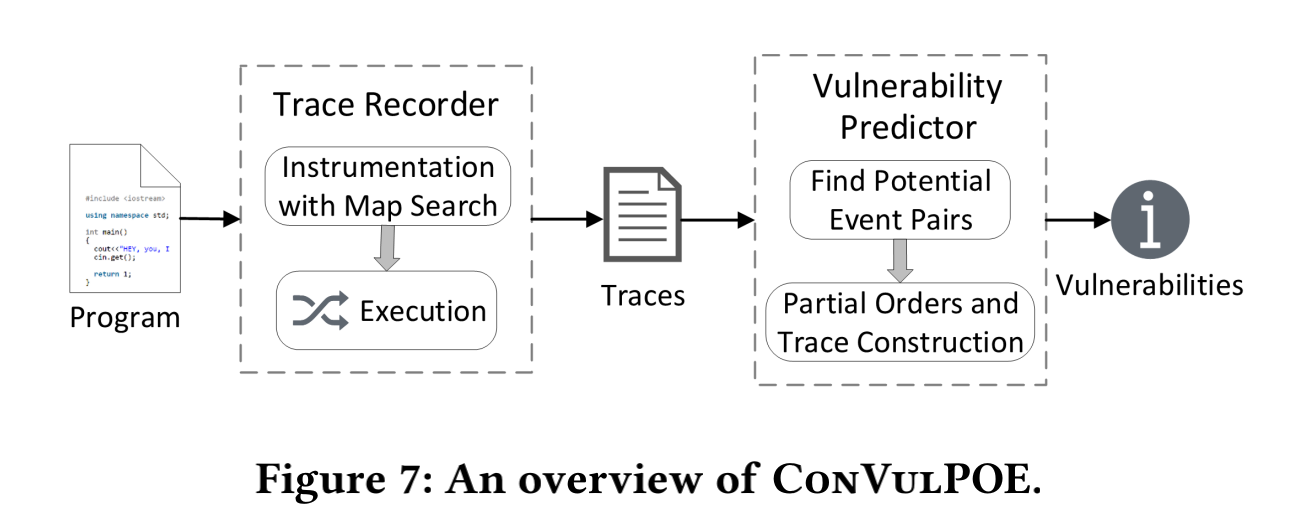 #include <iostream>
using namespace std;
int main()
{
cout<<"HEY, you, I
cin.get();
return 1;
}
Program
Trace Recorder
Instrumentation
with Map Search
Execution
Traces
Vulnerability
Predictor
Find Potential
Event Pairs
Partial Orders and
Trace Construction
i
Vulnerabilities
Figure 7: An overview of ConVulPOE.